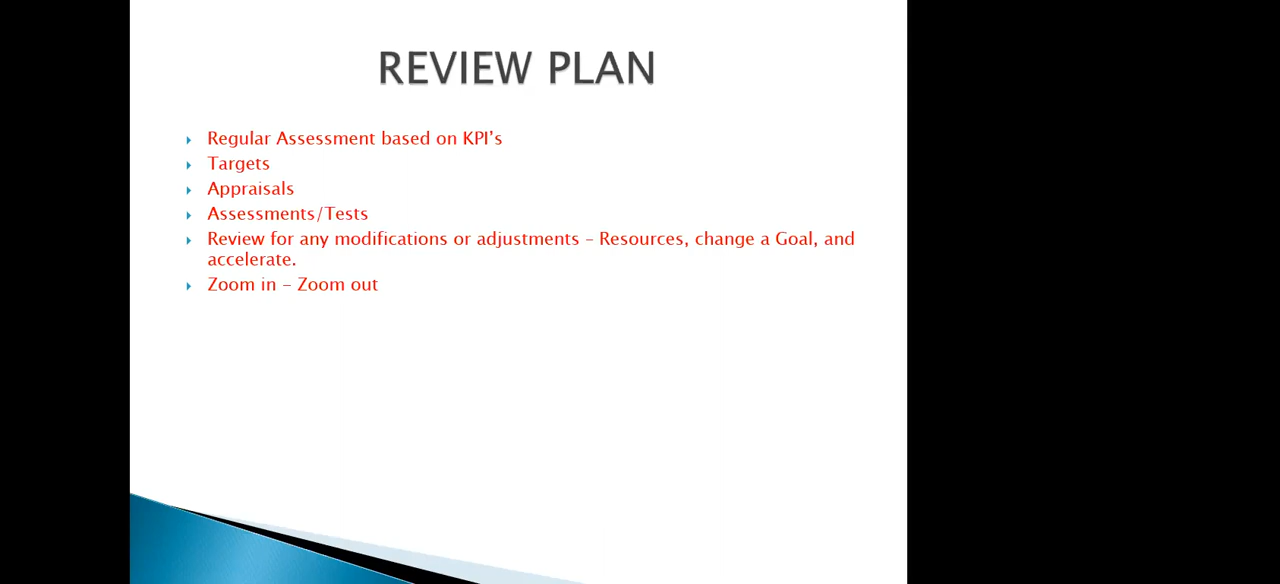 REVIEW PLAN
Regular Assessment based on KPI’s
Targets
Appraisals
Assessments/Tests
Review for any modifications or adjustments – Resources, change a Goal, and
accelerate.
Zoom in – Zoom out